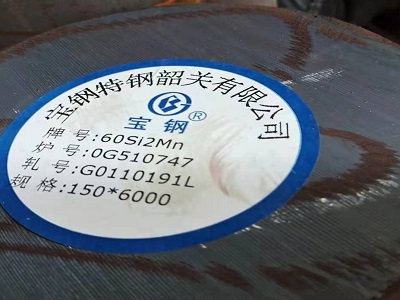 宝钢特钢韶关有限公司
宝钢®
牌号:60Si2Mn
炉号:0G510747
轧号:G0110191L
规格:150*6000